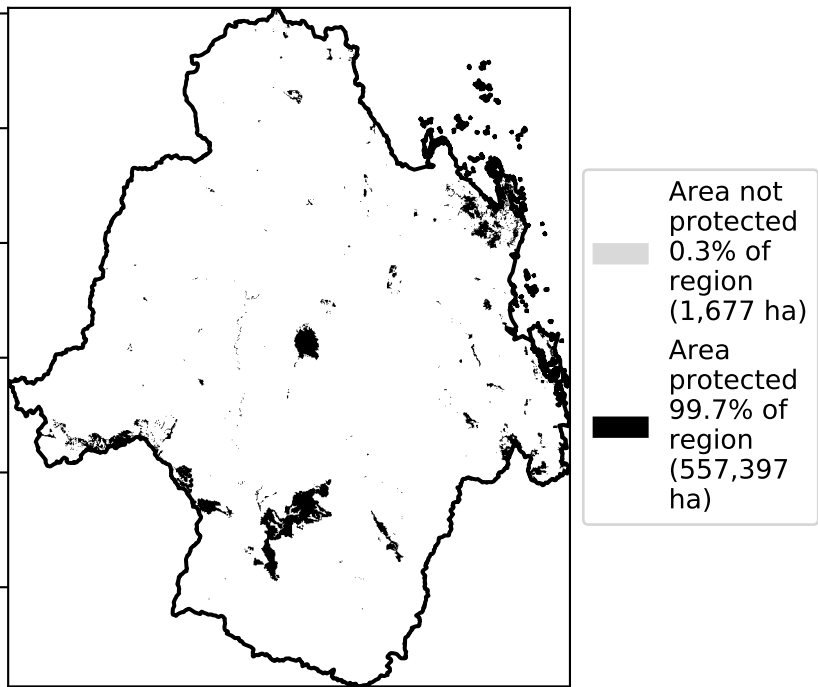 Area not
protected
0.3% of
region
(1,677 ha)
Area
protected
99.7% of
region
(557,397
ha)